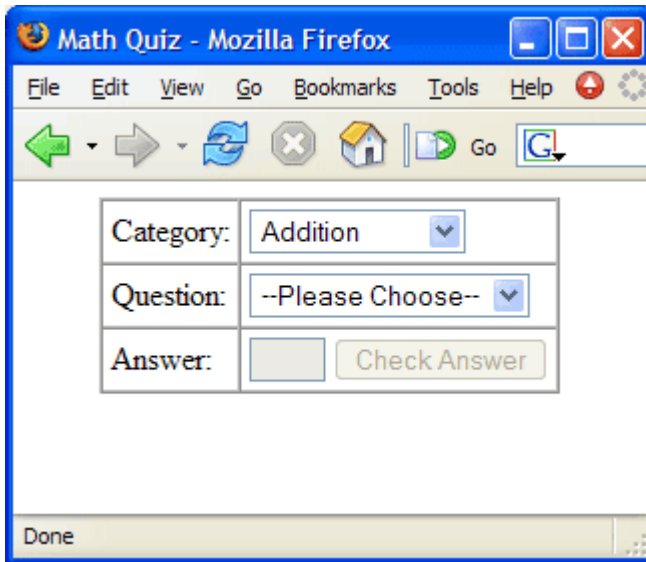 Math Quiz - Mozilla Firefox
File Edit View Go Bookmarks Tools Help
Go G
Category: Addition
Question: --Please Choose--
Answer: Check Answer
Done